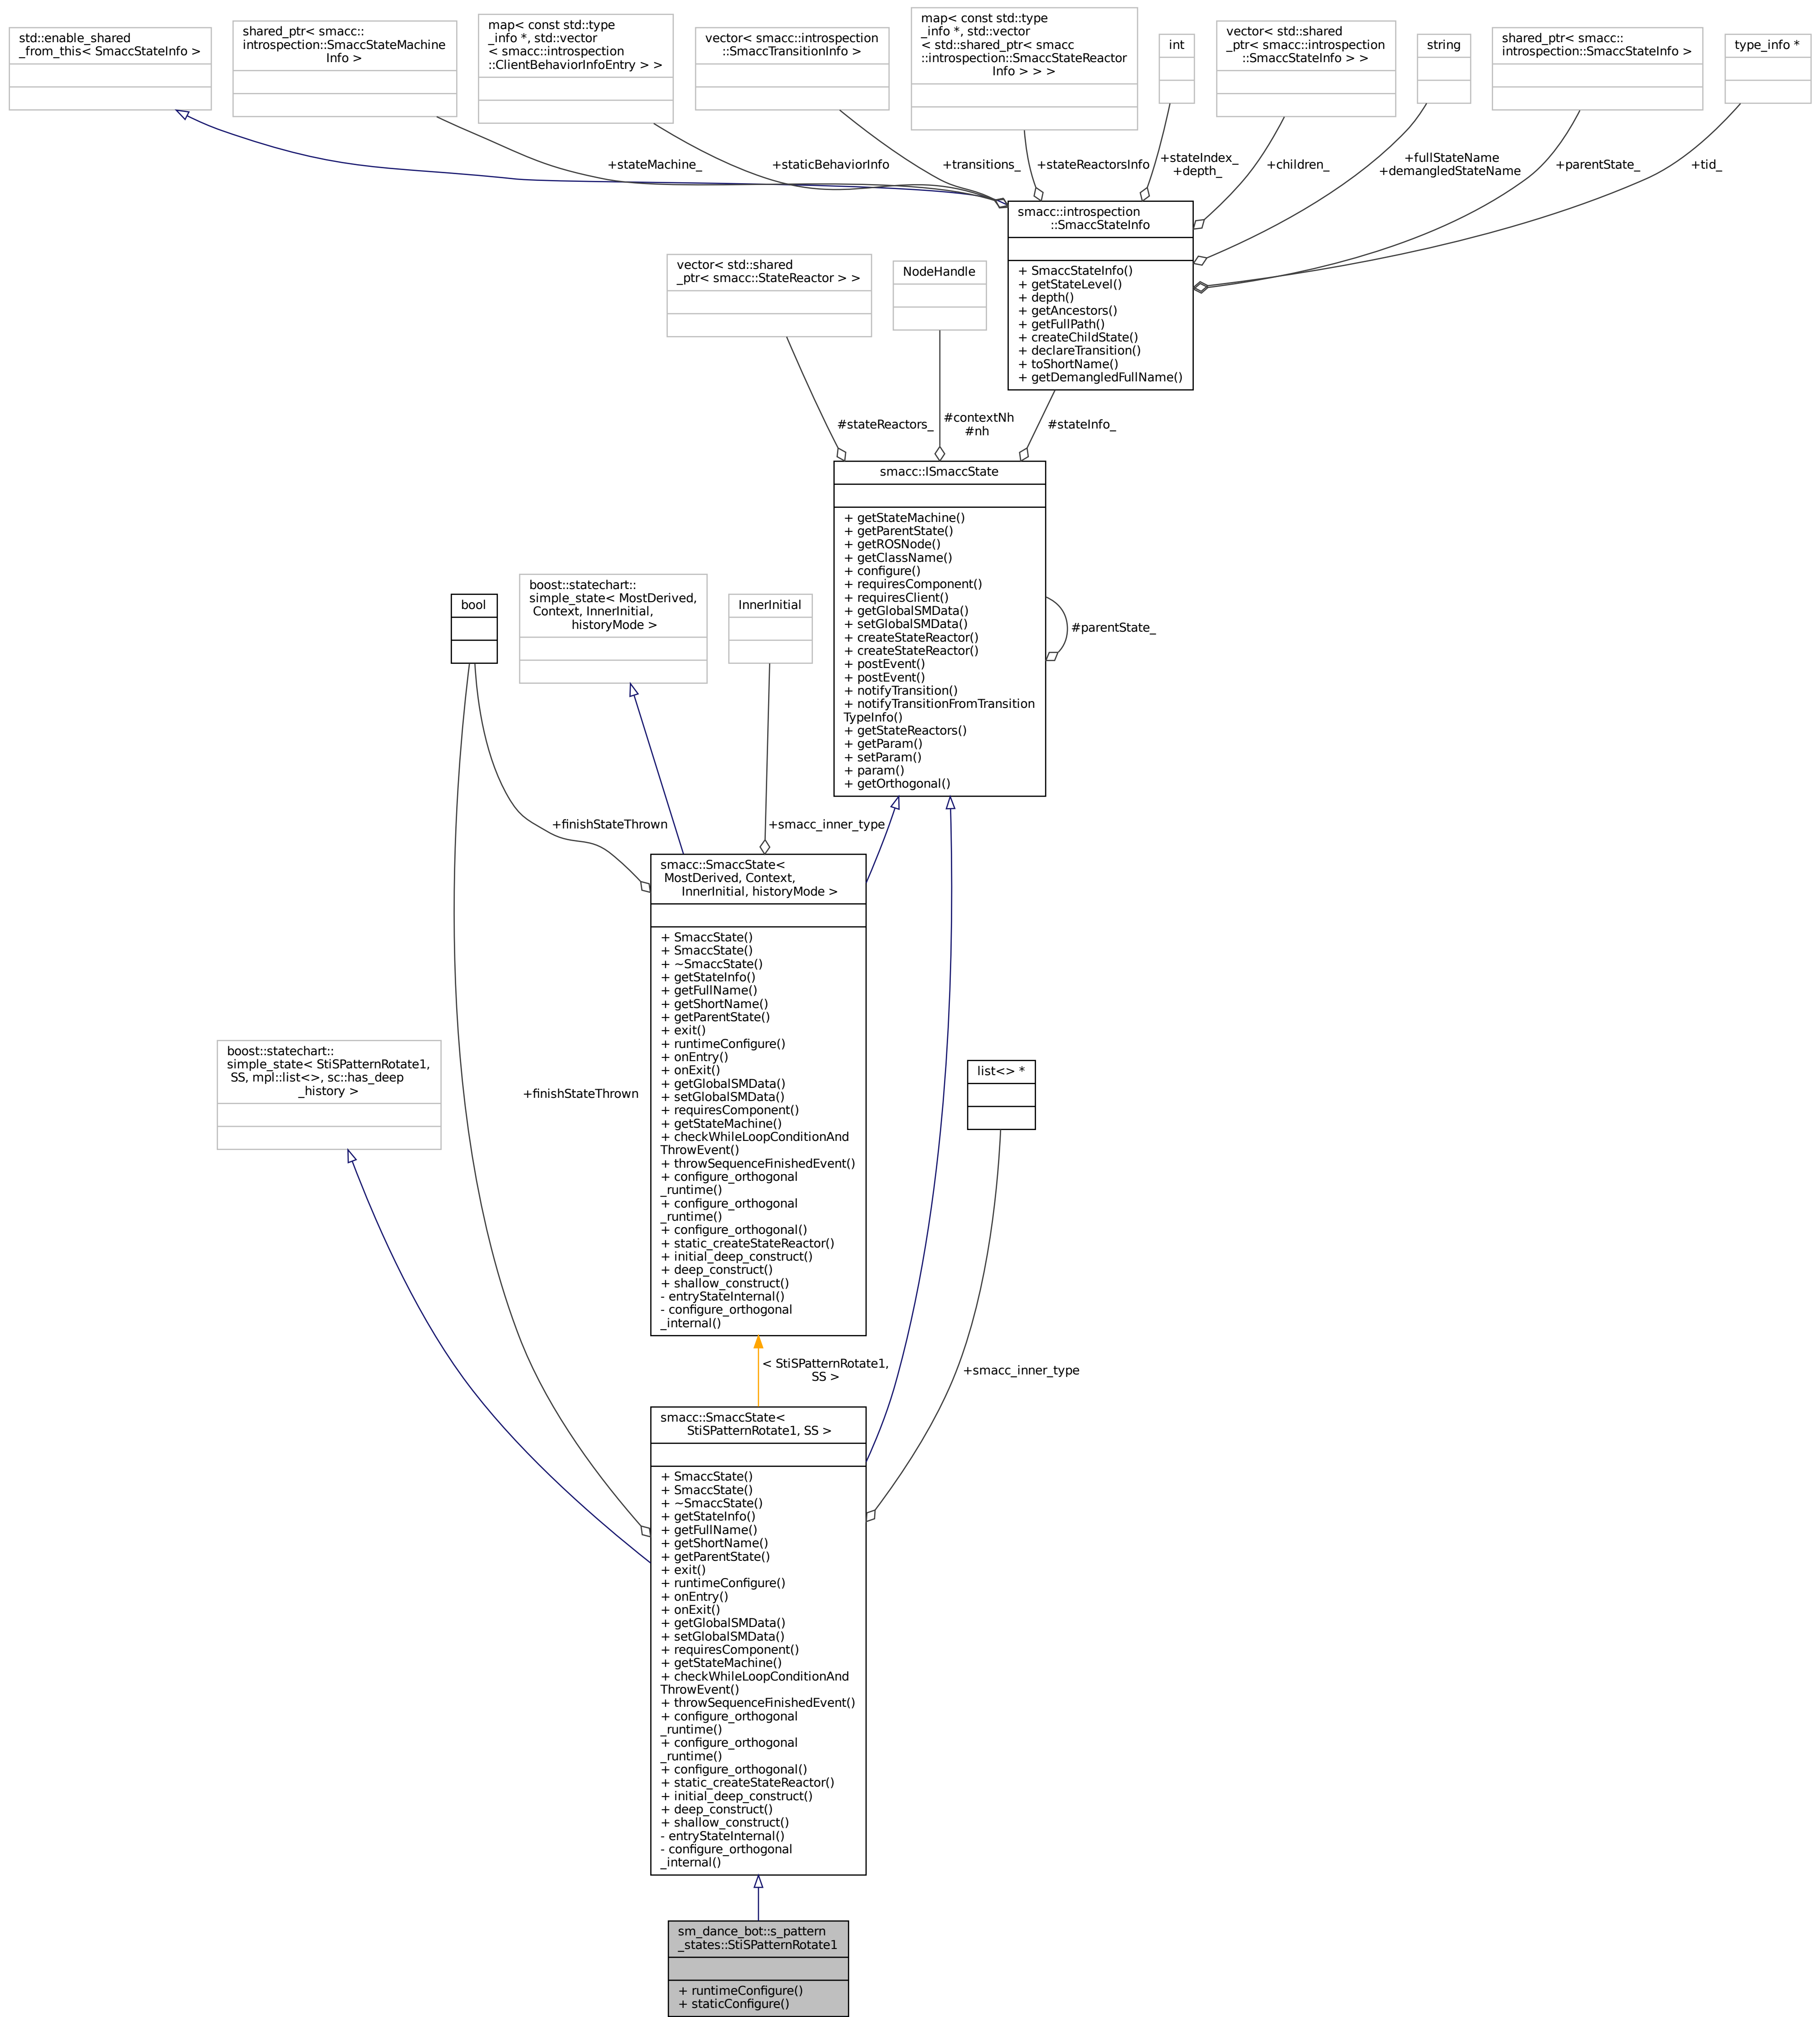 std::enable_shared
_from_this< SmaccStateInfo >
shared_ptr< smacc::
introspection::SmaccStateMachine
Info >
map< const std::type
_info *, std::vector
< smacc::introspection
::ClientBehaviorInfoEntry > >
vector< smacc::introspection
::SmaccTransitionInfo >
map< const std::type
_info *, std::vector
< std::shared_ptr< smacc
::introspection::SmaccStateReactor
Info > > >
int
vector< std::shared
_ptr< smacc::introspection
::SmaccStateInfo > >
string
shared_ptr< smacc::
introspection::SmaccStateInfo >
type_info *
+stateMachine_
+staticBehaviorInfo
+transitions_
+stateReactorsInfo
+stateIndex_
+depth_
+children_
+fullStateName
+demangledStateName
+parentState_
+tid_
smacc::introspection
::SmaccStateInfo
+ SmaccStateInfo()
+ getStateLevel()
+ depth()
+ getAncestors()
+ getFullPath()
+ createChildState()
+ declareTransition()
+ toShortName()
+ getDemangledFullName()
vector< std::shared
_ptr< smacc::StateReactor > >
NodeHandle
#stateReactors_
#contextNh
#nh
#stateInfo_
smacc::ISmaccState
+ getStateMachine()
+ getParentState()
+ getROSNode()
+ getClassName()
+ configure()
+ requiresComponent()
+ requiresClient()
+ getGlobalSMData()
+ setGlobalSMData()
+ createStateReactor()
+ createStateReactor()
+ postEvent()
+ postEvent()
+ notifyTransition()
+ notifyTransitionFromTransition
TypeInfo()
+ getStateReactors()
+ getParam()
+ setParam()
+ param()
+ getOrthogonal()
#parentState_
bool
boost::statechart::
simple_state< MostDerived,
Context, InnerInitial,
historyMode >
InnerInitial
+finishStateThrown
+smacc_inner_type
smacc::SmaccState<
MostDerived, Context,
InnerInitial, historyMode >
+ SmaccState()
+ SmaccState()
+ ~SmaccState()
+ getStateInfo()
+ getFullName()
+ getShortName()
+ getParentState()
+ exit()
+ runtimeConfigure()
+ onEntry()
+ onExit()
+ getGlobalSMData()
+ setGlobalSMData()
+ requiresComponent()
+ getStateMachine()
+ checkWhileLoopConditionAnd
ThrowEvent()
+ throwSequenceFinishedEvent()
+ configure_orthogonal
_runtime()
+ configure_orthogonal
_runtime()
+ configure_orthogonal()
+ static_createStateReactor()
+ initial_deep_construct()
+ deep_construct()
+ shallow_construct()
- entryStateInternal()
- configure_orthogonal
_internal()
boost::statechart::
simple_state< StiSPatternRotate1,
SS, mpl::list<>, sc::has_deep
_history >
+finishStateThrown
list<> *
< StiSPatternRotate1,
SS >
+smacc_inner_type
smacc::SmaccState<
StiSPatternRotate1, SS >
+ SmaccState()
+ SmaccState()
+ ~SmaccState()
+ getStateInfo()
+ getFullName()
+ getShortName()
+ getParentState()
+ exit()
+ runtimeConfigure()
+ onEntry()
+ onExit()
+ getGlobalSMData()
+ setGlobalSMData()
+ requiresComponent()
+ getStateMachine()
+ checkWhileLoopConditionAnd
ThrowEvent()
+ throwSequenceFinishedEvent()
+ configure_orthogonal
_runtime()
+ configure_orthogonal
_runtime()
+ configure_orthogonal()
+ static_createStateReactor()
+ initial_deep_construct()
+ deep_construct()
+ shallow_construct()
- entryStateInternal()
- configure_orthogonal
_internal()
sm_dance_bot::s_pattern
_states::StiSPatternRotate1
+ runtimeConfigure()
+ staticConfigure()